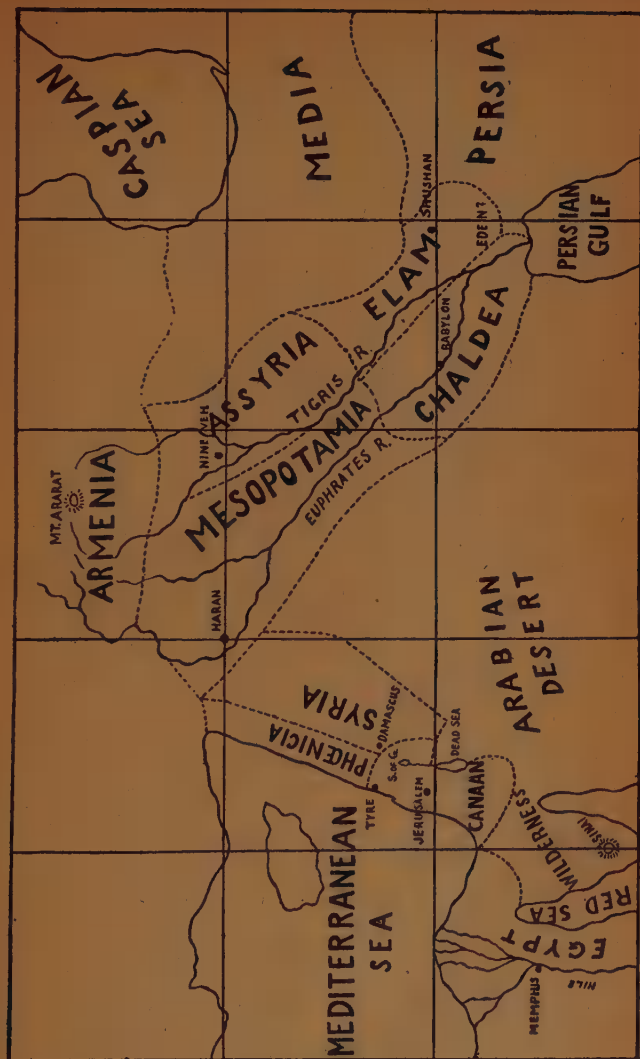 CASPIAN
SEA
MEDIA
PERSIA
SHUSHAN
EDEN?
PERSIAN
GULF
ELAM
ASSYRIA
TIGRIS R.
BABYLON
CHALDEA
NINEVEH
MESOPOTAMIA
EUPHRATES R.
MT. ARARAT
ARMENIA
HARAN
ARABIAN
DESERT
SYRIA
PHŒNICIA
DAMASCUS
S. OF G.
DEAD SEA
TYRE
JERUSALEM
CANAAN
MEDITERRANEAN
SEA
WILDERNESS
SINAI
RED SEA
EGYPT
NILE
MEMPHIS